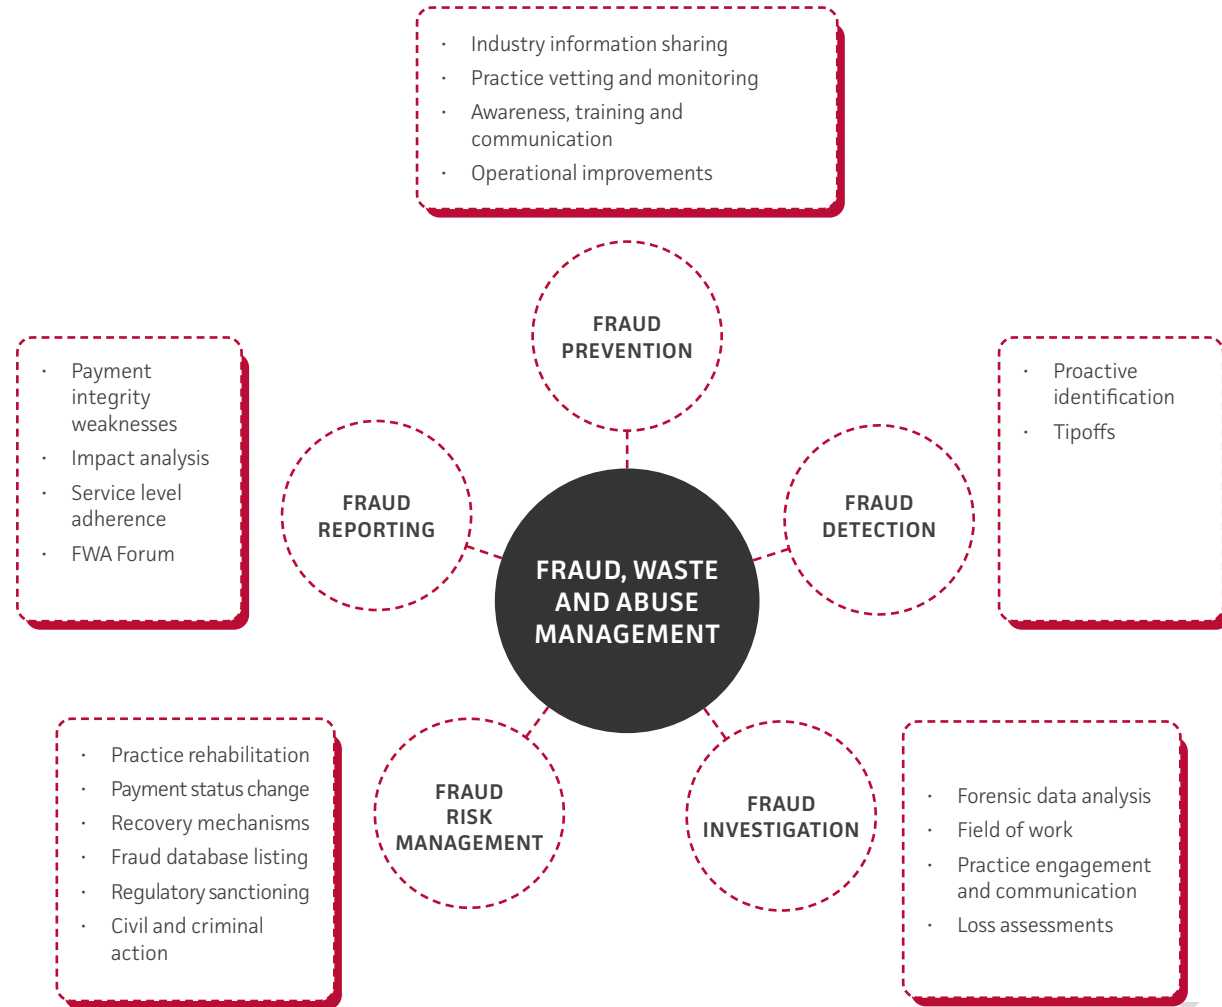 · Industry information sharing
· Practice vetting and monitoring
· Awareness, training and
communication
· Operational improvements
FRAUD
PREVENTION
· Payment
integrity
weaknesses
· Impact analysis
· Service level
adherence
· FWA Forum
FRAUD
REPORTING
FRAUD, WASTE
AND ABUSE
MANAGEMENT
FRAUD
DETECTION
· Proactive
identification
· Tipoffs
· Practice rehabilitation
· Payment status change
· Recovery mechanisms
· Fraud database listing
· Regulatory sanctioning
· Civil and criminal
action
FRAUD
RISK
MANAGEMENT
FRAUD
INVESTIGATION
· Forensic data analysis
· Field of work
· Practice engagement
and communication
· Loss assessments